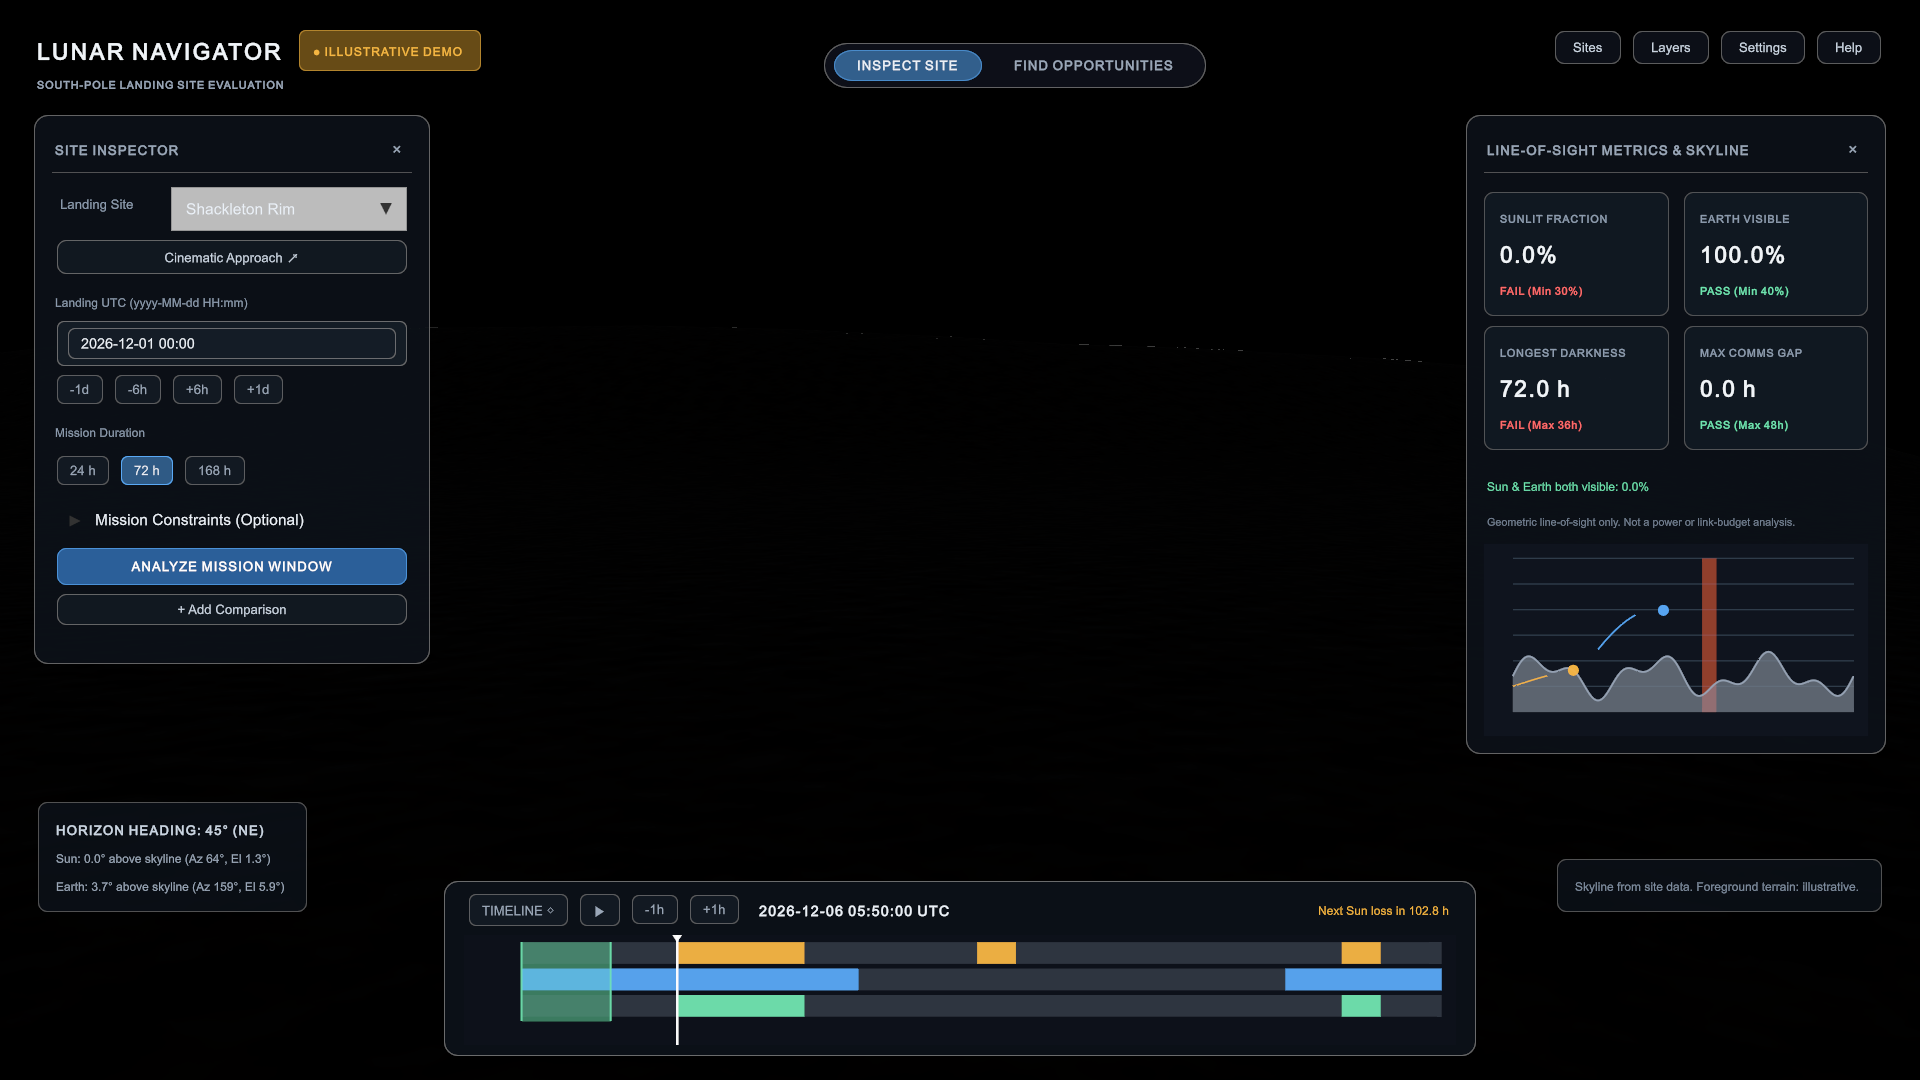 LUNAR NAVIGATOR
● ILLUSTRATIVE DEMO
SOUTH-POLE LANDING SITE EVALUATION
INSPECT SITE
FIND OPPORTUNITIES
Sites
Layers
Settings
Help
SITE INSPECTOR
×
Landing Site
Shackleton Rim ▼
Cinematic Approach ↗
Landing UTC (yyyy-MM-dd HH:mm)
2026-12-01 00:00
-1d
-6h
+6h
+1d
Mission Duration
24 h
72 h
168 h
► Mission Constraints (Optional)
ANALYZE MISSION WINDOW
+ Add Comparison
LINE-OF-SIGHT METRICS & SKYLINE
×
SUNLIT FRACTION
0.0%
FAIL (Min 30%)
EARTH VISIBLE
100.0%
PASS (Min 40%)
LONGEST DARKNESS
72.0 h
FAIL (Max 36h)
MAX COMMS GAP
0.0 h
PASS (Max 48h)
Sun & Earth both visible: 0.0%
Geometric line-of-sight only. Not a power or link-budget analysis.
HORIZON HEADING: 45° (NE)
Sun: 0.0° above skyline (Az 64°, El 1.3°)
Earth: 3.7° above skyline (Az 159°, El 5.9°)
TIMELINE ◇
►
-1h
+1h
2026-12-06 05:50:00 UTC
Next Sun loss in 102.8 h
Skyline from site data. Foreground terrain: illustrative.